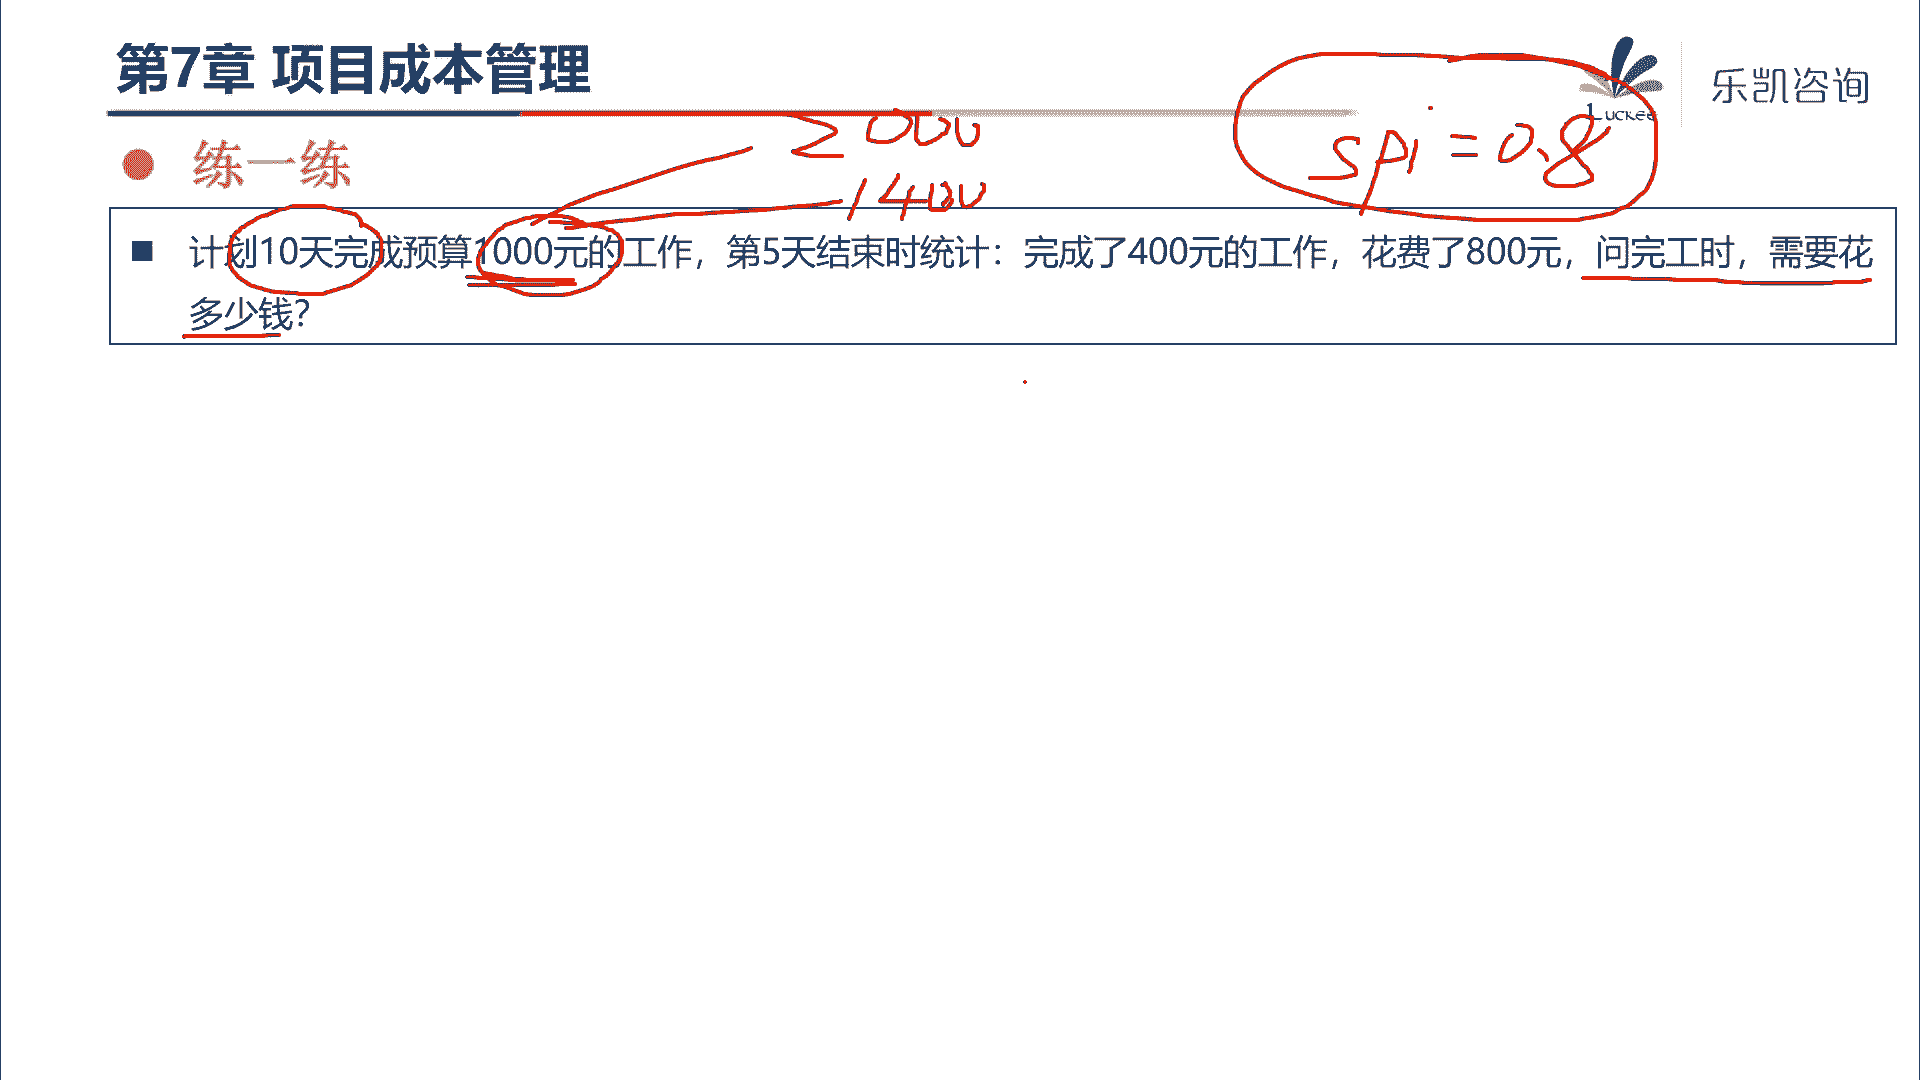 第7章 项目成本管理
LUCKEE
乐凯咨询
练一练
2000
1400
spi=0.8
计划10天完成预算1000元的工作，第5天结束时统计：完成了400元的工作，花费了800元，问完工时，需要花
多少钱？